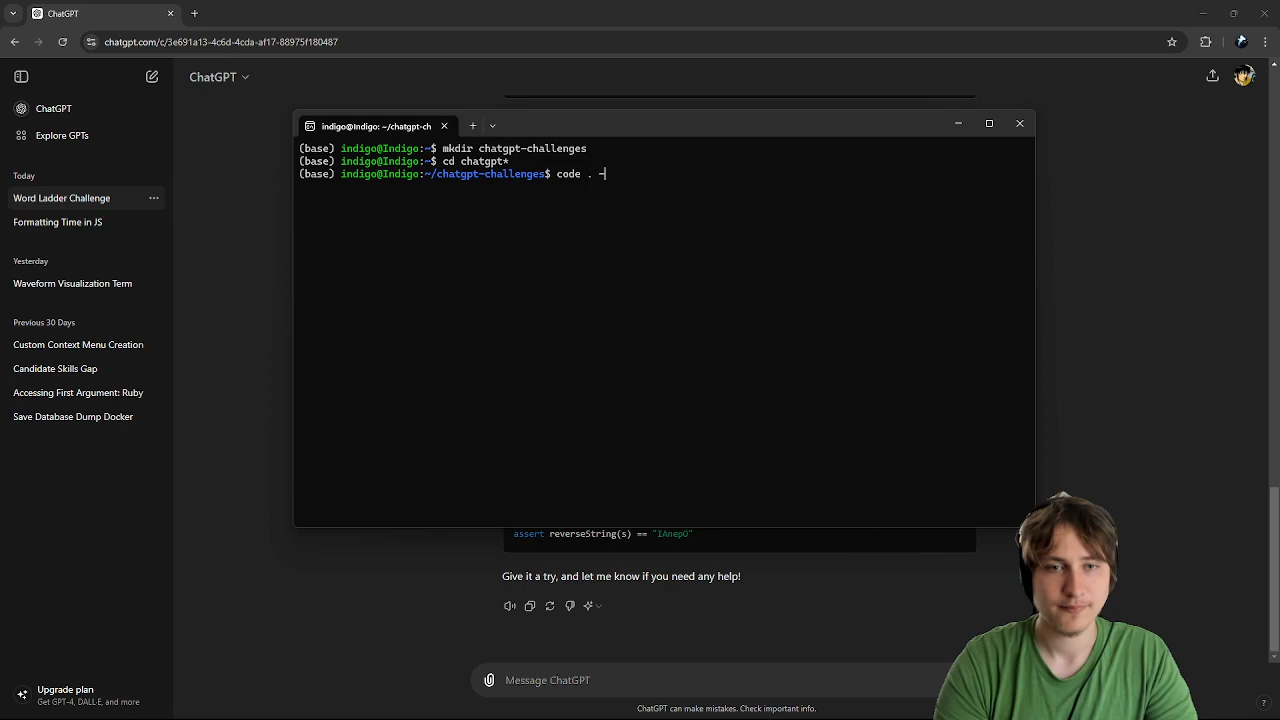 ChatGPT
chatgpt.com/c/3e691a13-4c6d-4cda-af17-88975f180487
ChatGPT
Explore GPTs
Today
Word Ladder Challenge
Formatting Time in JS
Yesterday
Waveform Visualization Term
Previous 30 Days
Custom Context Menu Creation
Candidate Skills Gap
Accessing First Argument: Ruby
Save Database Dump Docker
Upgrade plan
Get GPT-4, DALL·E, and more
ChatGPT
indigo@Indigo: ~/chatgpt-ch
(base) indigo@Indigo:~$ mkdir chatgpt-challenges
(base) indigo@Indigo:~$ cd chatgpt*
(base) indigo@Indigo:~/chatgpt-challenges$ code . -
assert reverseString(s) == "IAnepO"
Give it a try, and let me know if you need any help!
Message ChatGPT
ChatGPT can make mistakes. Check important info.
?